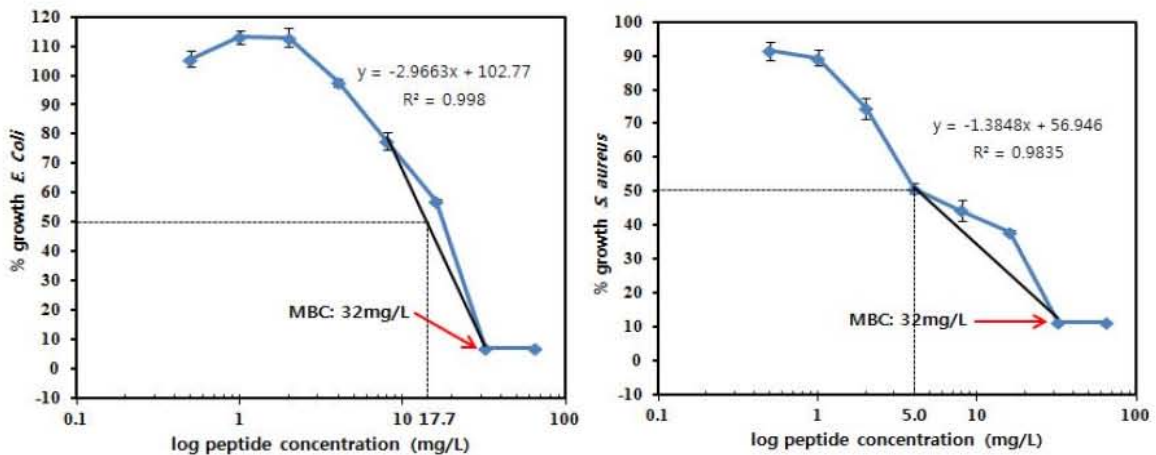 120
110
100
90
80
70
60
50
40
30
20
10
0
-10
% growth E. Coli
y = -2.9663x + 102.77
R² = 0.998
MBC: 32mg/L
0.1 1 10 17.7 100
log peptide concentration (mg/L)
100
90
80
70
60
50
40
30
20
10
0
-10
% growth S. aureus
y = -1.3848x + 56.946
R² = 0.9835
MBC: 32mg/L
0.1 1 5.0 10 100
log peptide concentration (mg/L)